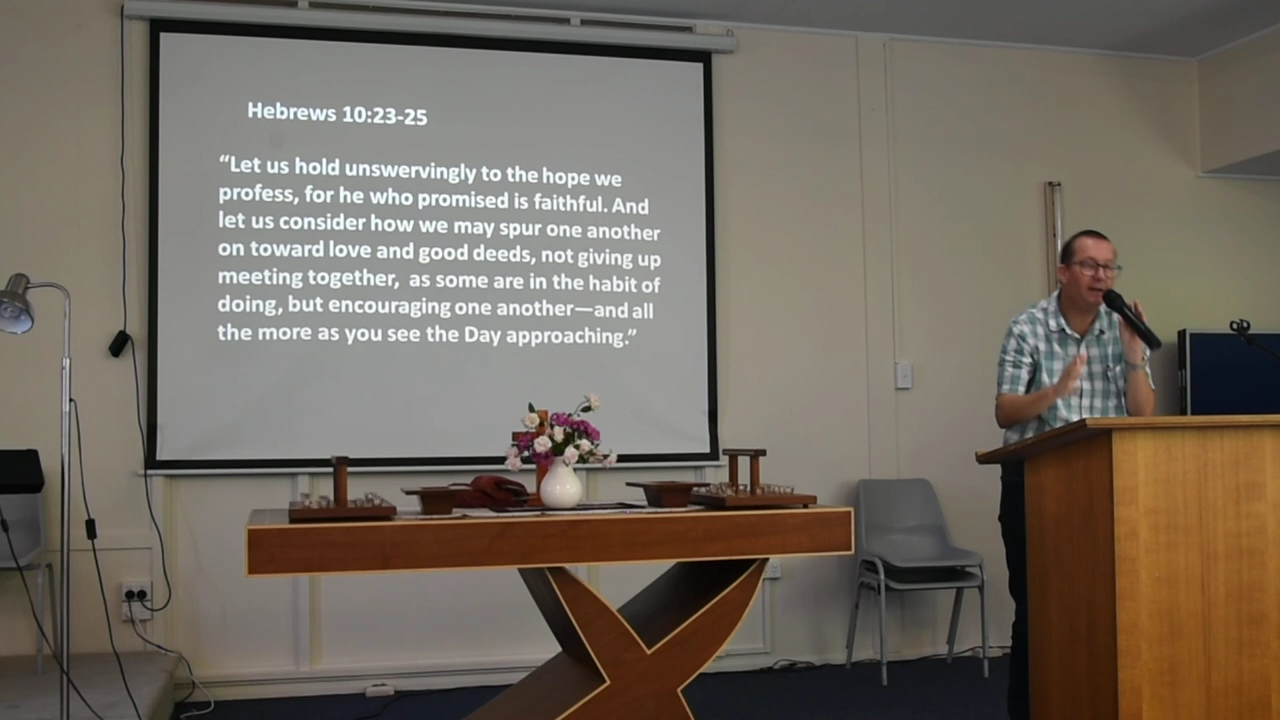 Hebrews 10:23-25
“Let us hold unswervingly to the hope we
profess, for he who promised is faithful. And
let us consider how we may spur one another
on toward love and good deeds, not giving up
meeting together, as some are in the habit of
doing, but encouraging one another—and all
the more as you see the Day approaching.”